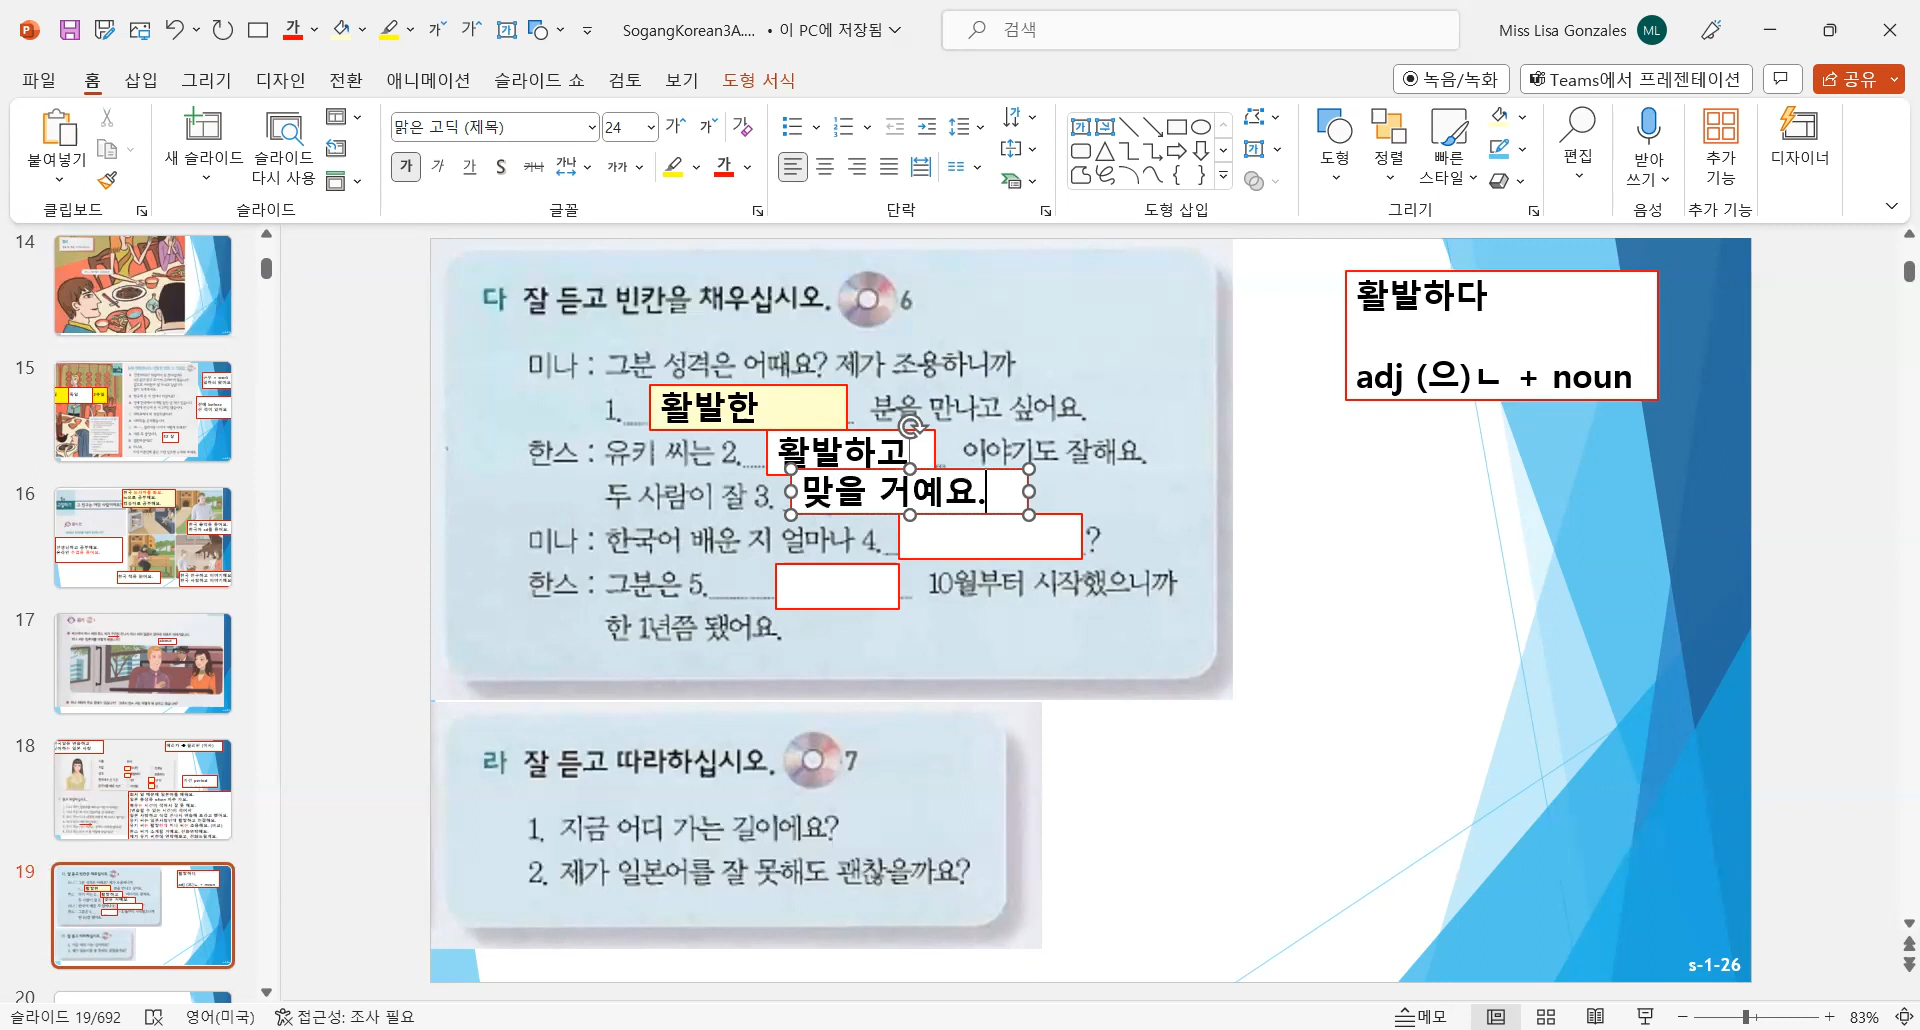 SogangKorean3A.... • 이 PC에 저장됨
검색
Miss Lisa Gonzales
ML
파일 홈 삽입 그리기 디자인 전환 애니메이션 슬라이드 쇼 검토 보기 도형 서식
녹음/녹화
Teams에서 프레젠테이션
공유
붙여넣기
새 슬라이드
슬라이드
다시 사용
맑은 고딕 (제목)
24
도형
정렬
빠른
스타일
편집
받아
쓰기
추가
기능
디자이너
클립보드
슬라이드
글꼴
단락
도형 삽입
그리기
음성
추가 기능
14
15
16
17
18
19
20
다 잘 듣고 빈칸을 채우십시오. 6
미나 : 그분 성격은 어때요? 제가 조용하니까
1. 활발한 분을 만나고 싶어요.
한스 : 유키 씨는 2. 활발하고 이야기도 잘해요.
두 사람이 잘 3. 맞을 거예요.
미나 : 한국어 배운 지 얼마나 4. ?
한스 : 그분은 5. 10월부터 시작했으니까
한 1년쯤 됐어요.
라 잘 듣고 따라하십시오. 7
1. 지금 어디 가는 길이에요?
2. 제가 일본어를 잘 못해도 괜찮을까요?
활발하다
adj (으)ㄴ + noun
s-1-26
슬라이드 19/692
영어(미국)
접근성: 조사 필요
메모
83%